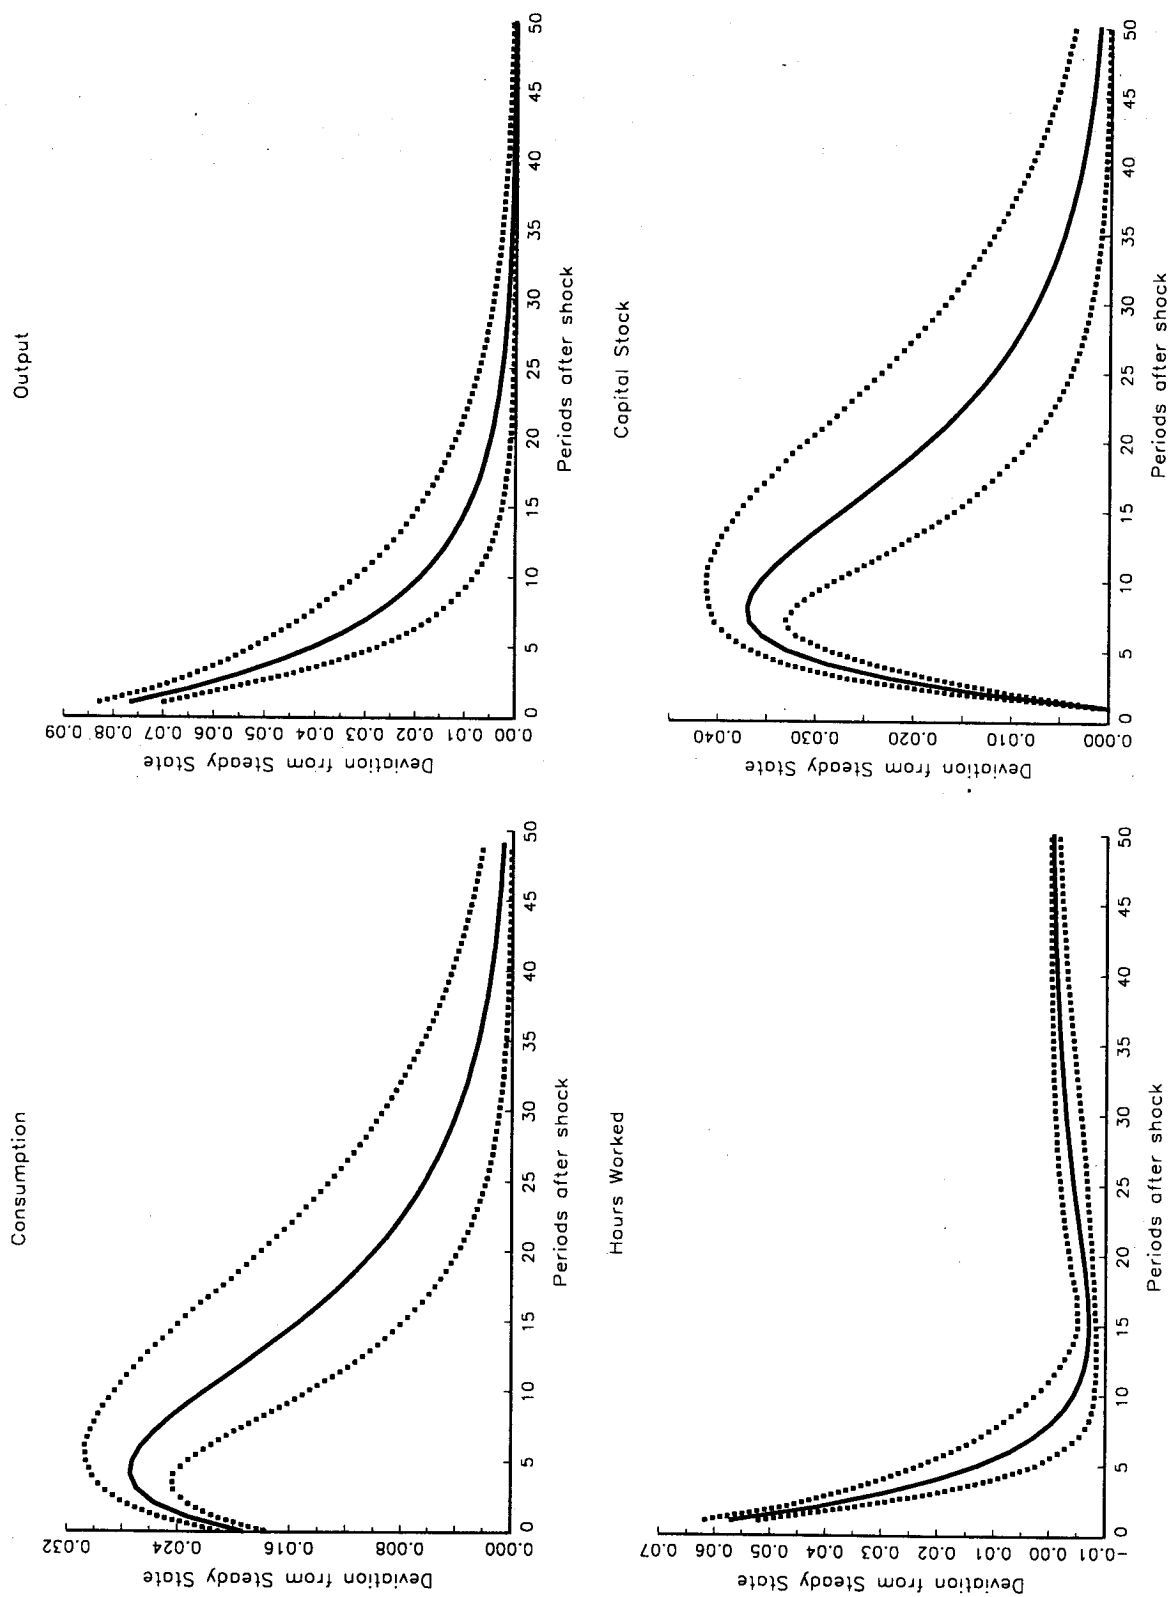 Consumption
Deviation from Steady State
0.032
0.024
0.016
0.008
0.000
0 5 10 15 20 25 30 35 40 45 50
Periods after shock
Output
Deviation from Steady State
0.09
0.08
0.07
0.06
0.05
0.04
0.03
0.02
0.01
0.00
0 5 10 15 20 25 30 35 40 45 50
Periods after shock
Hours Worked
Deviation from Steady State
0.07
0.06
0.05
0.04
0.03
0.02
0.01
0.00
-0.01
0 5 10 15 20 25 30 35 40 45 50
Periods after shock
Capital Stock
Deviation from Steady State
0.040
0.030
0.020
0.010
0.000
0 5 10 15 20 25 30 35 40 45 50
Periods after shock